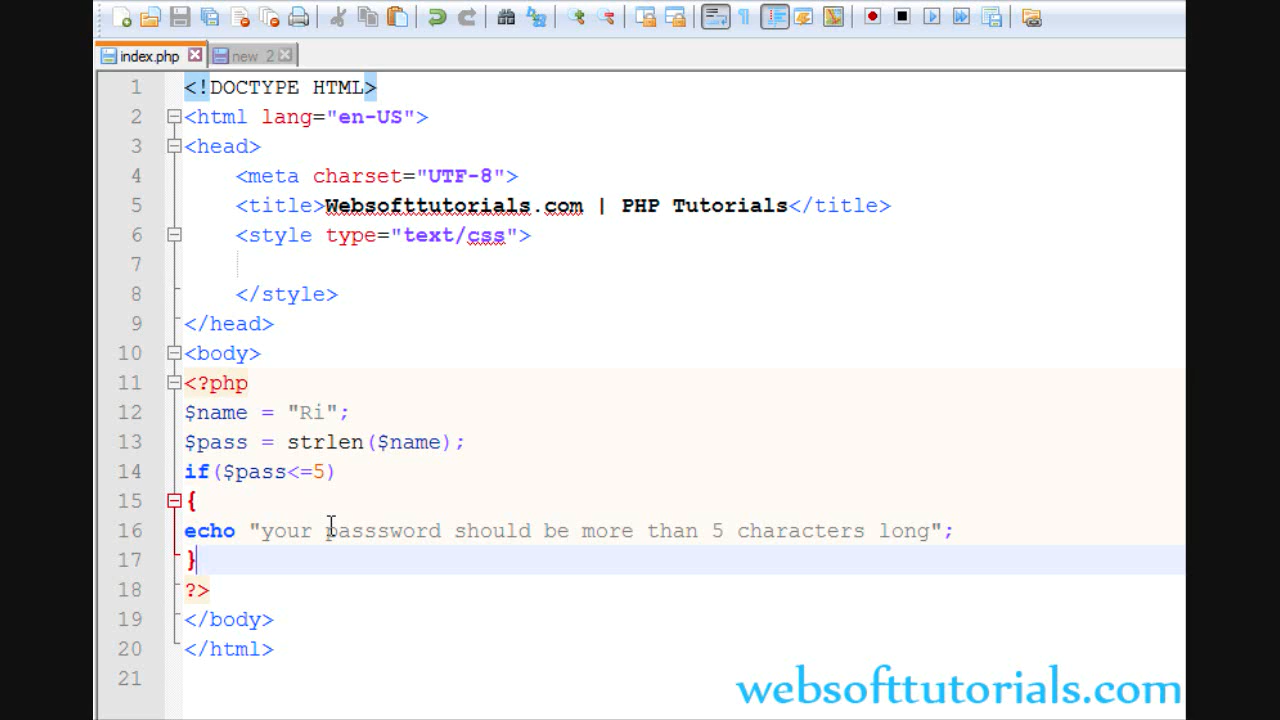 index.php new 2
1 <!DOCTYPE HTML>
2 <html lang="en-US">
3 <head>
4 <meta charset="UTF-8">
5 <title>Websofttutorials.com | PHP Tutorials</title>
6 <style type="text/css">
7
8 </style>
9 </head>
10 <body>
11 <?php
12 $name = "Ri";
13 $pass = strlen($name);
14 if($pass<=5)
15 {
16 echo "your passsword should be more than 5 characters long";
17 }
18 ?>
19 </body>
20 </html>
21
websofttutorials.com